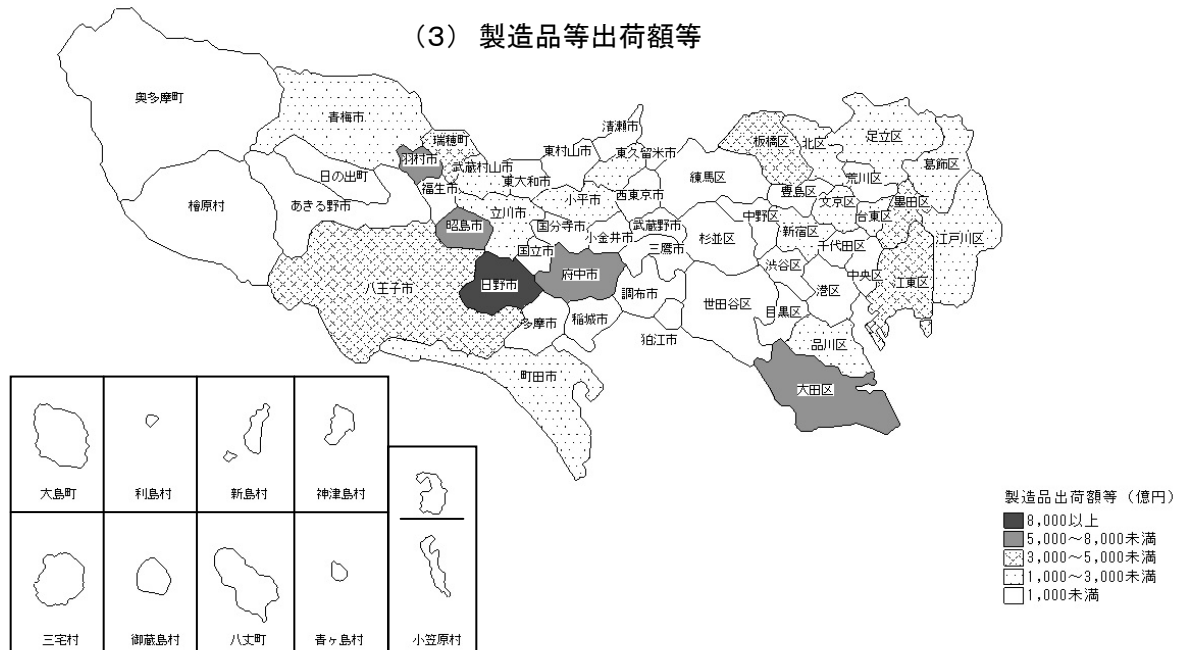 （3） 製造品等出荷額等
奥多摩町
青梅市
瑞穂町
羽村市
日の出町
檜原村
あきる野市
福生市
武蔵村山市
東大和市
東村山市
清瀬市
東久留米市
西東京市
小平市
立川市
昭島市
国分寺市
小金井市
武蔵野市
三鷹市
国立市
府中市
日野市
八王子市
多摩市
稲城市
調布市
狛江市
町田市
板橋区
北区
足立区
葛飾区
練馬区
豊島区
荒川区
文京区
台東区
墨田区
江戸川区
中野区
杉並区
新宿区
千代田区
渋谷区
中央区
江東区
港区
世田谷区
目黒区
品川区
大田区
大島町
利島村
新島村
神津島村
三宅村
御蔵島村
八丈町
青ヶ島村
小笠原村
製造品出荷額等（億円）
8,000以上
5,000～8,000未満
3,000～5,000未満
1,000～3,000未満
1,000未満